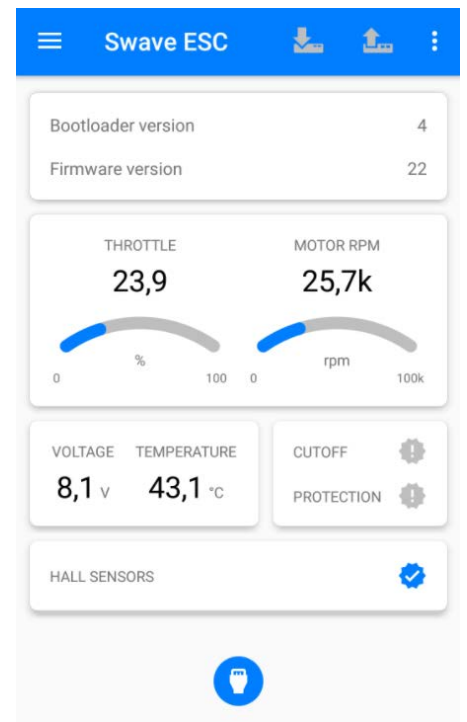 Swave ESC
Bootloader version 4
Firmware version 22
THROTTLE MOTOR RPM
23,9 25,7k
% rpm
0 100 0 100k
VOLTAGE TEMPERATURE CUTOFF
8,1 V 43,1 °C PROTECTION
HALL SENSORS